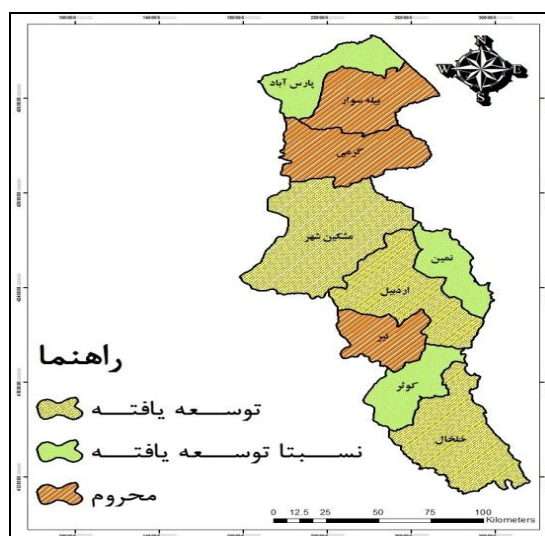 N
W E
S
پارس آباد
بیله سوار
گرمی
مشکین شهر
نمین
اردبیل
نیر
کوثر
خلخال
راهنما
توسعه یافته
نسبتا توسعه یافته
محروم
0 12.5 25 50 75 100
Kilometers